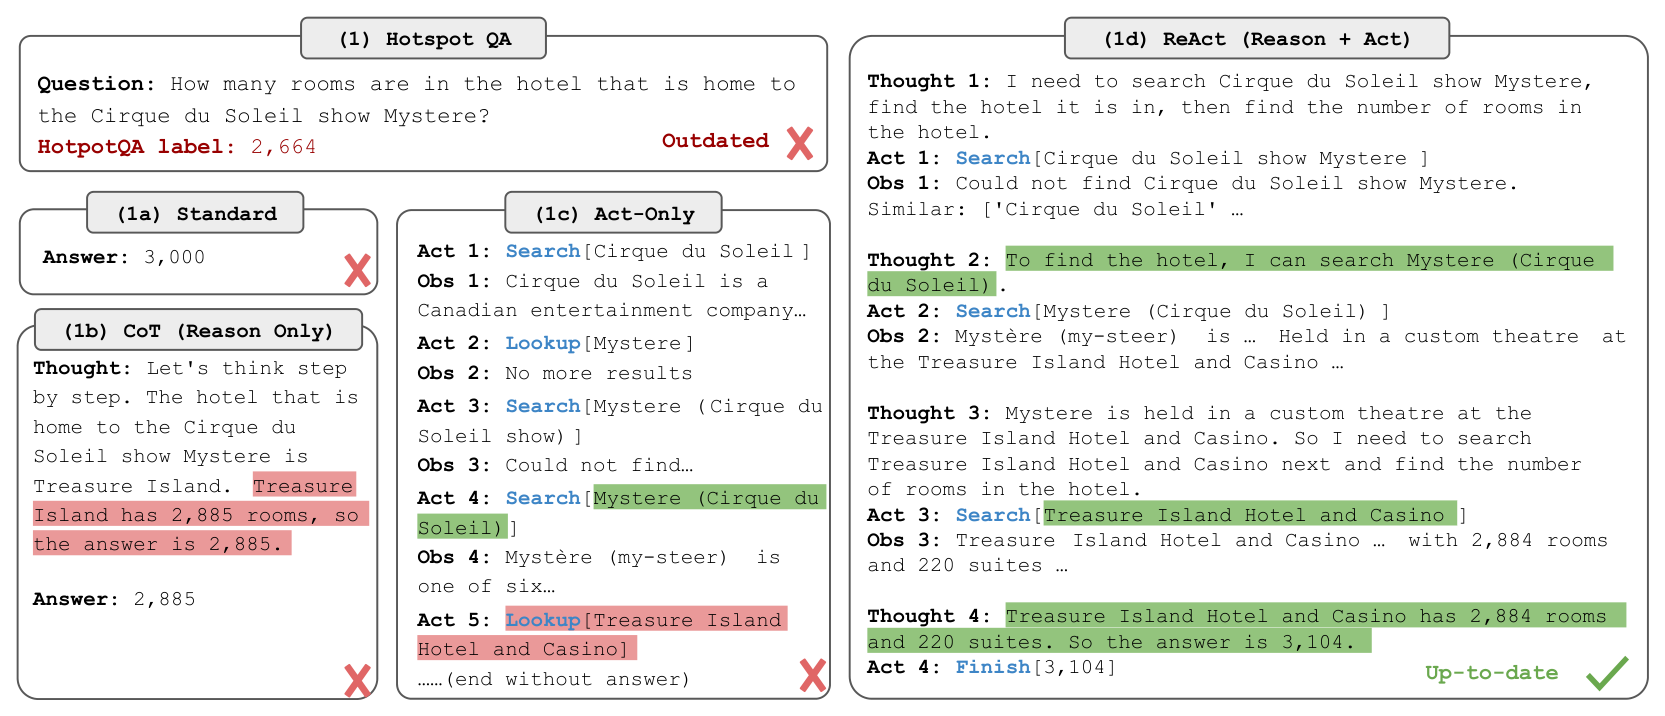 (1) Hotspot QA
Question: How many rooms are in the hotel that is home to
the Cirque du Soleil show Mystere?
HotpotQA label: 2,664
Outdated
(1a) Standard
Answer: 3,000
(1b) CoT (Reason Only)
Thought: Let's think step
by step. The hotel that is
home to the Cirque du
Soleil show Mystere is
Treasure Island. Treasure
Island has 2,885 rooms, so
the answer is 2,885.
Answer: 2,885
(1c) Act-Only
Act 1: Search[Cirque du Soleil ]
Obs 1: Cirque du Soleil is a
Canadian entertainment company…
Act 2: Lookup[Mystere]
Obs 2: No more results
Act 3: Search[Mystere (Cirque du
Soleil show) ]
Obs 3: Could not find…
Act 4: Search[Mystere (Cirque du
Soleil)]
Obs 4: Mystère (my-steer) is
one of six…
Act 5: Lookup[Treasure Island
Hotel and Casino]
……(end without answer)
(1d) ReAct (Reason + Act)
Thought 1: I need to search Cirque du Soleil show Mystere,
find the hotel it is in, then find the number of rooms in
the hotel.
Act 1: Search[Cirque du Soleil show Mystere ]
Obs 1: Could not find Cirque du Soleil show Mystere.
Similar: ['Cirque du Soleil' …
Thought 2: To find the hotel, I can search Mystere (Cirque
du Soleil).
Act 2: Search[Mystere (Cirque du Soleil) ]
Obs 2: Mystère (my-steer) is … Held in a custom theatre at
the Treasure Island Hotel and Casino …
Thought 3: Mystere is held in a custom theatre at the
Treasure Island Hotel and Casino. So I need to search
Treasure Island Hotel and Casino next and find the number
of rooms in the hotel.
Act 3: Search[Treasure Island Hotel and Casino ]
Obs 3: Treasure Island Hotel and Casino … with 2,884 rooms
and 220 suites …
Thought 4: Treasure Island Hotel and Casino has 2,884 rooms
and 220 suites. So the answer is 3,104.
Act 4: Finish[3,104]
Up-to-date